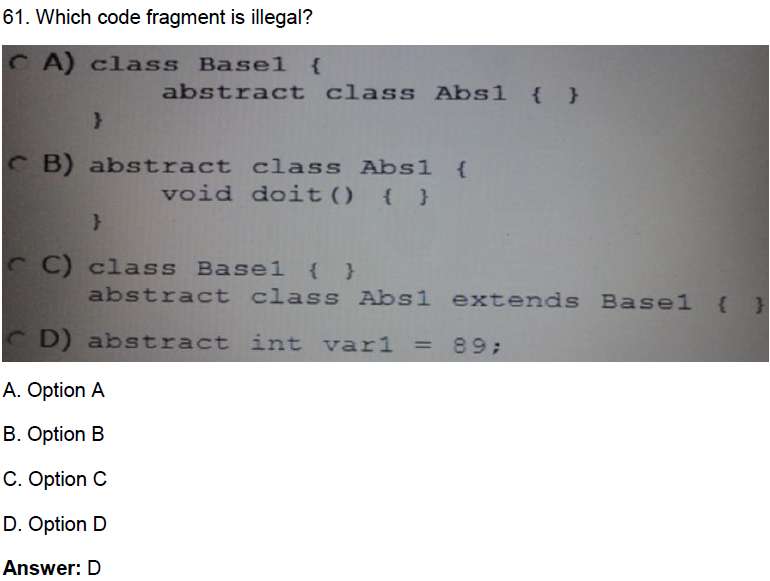 61. Which code fragment is illegal?
A) class Base1 {
abstract class Abs1 { }
}
B) abstract class Abs1 {
void doit() { }
}
C) class Base1 { }
abstract class Abs1 extends Base1 { }
D) abstract int var1 = 89;
A. Option A
B. Option B
C. Option C
D. Option D
Answer: D